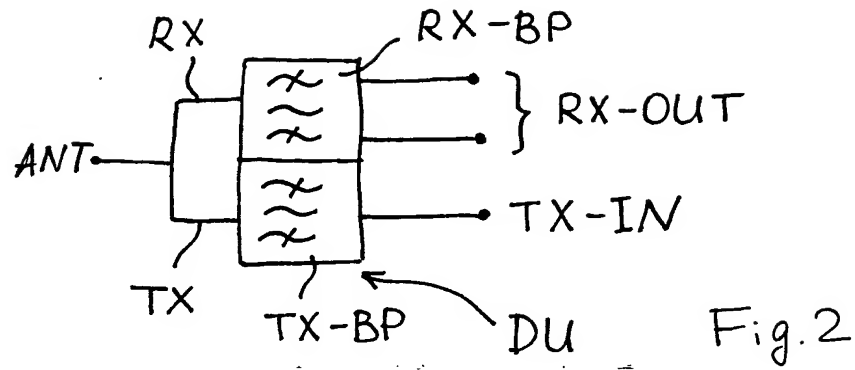 RX
RX-BP
RX-OUT
ANT
TX-IN
TX
TX-BP
DU
Fig.2